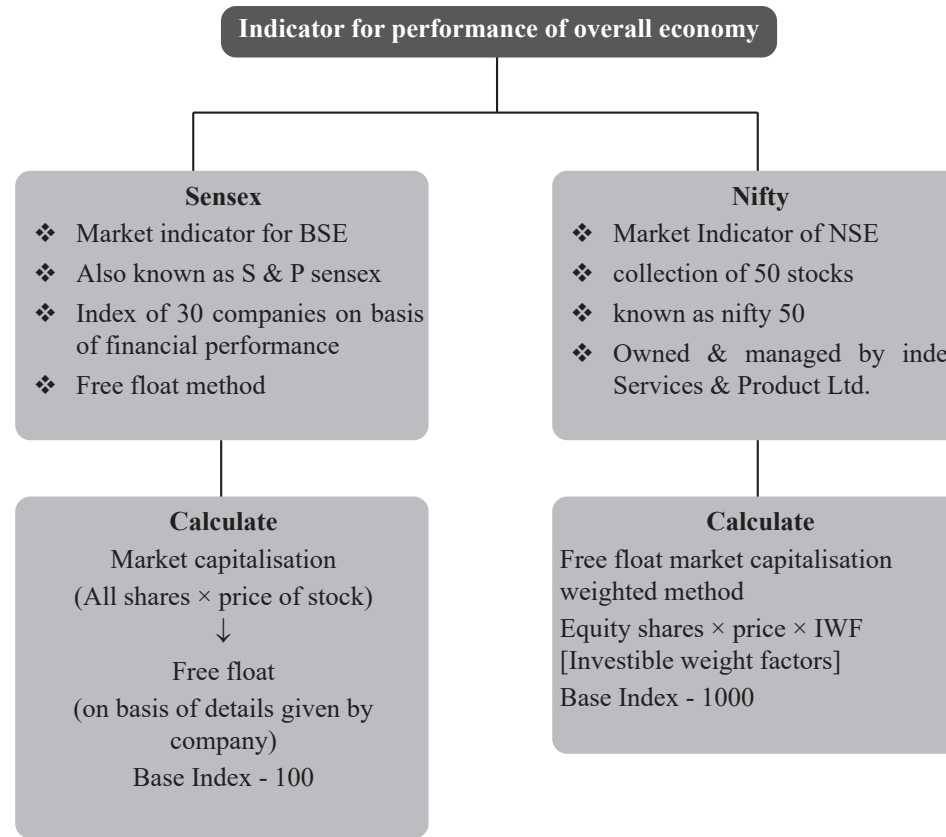 Indicator for performance of overall economy
Sensex
❖ Market indicator for BSE
❖ Also known as S & P sensex
❖ Index of 30 companies on basis
of financial performance
❖ Free float method
Nifty
❖ Market Indicator of NSE
❖ collection of 50 stocks
❖ known as nifty 50
❖ Owned & managed by inde
Services & Product Ltd.
Calculate
Market capitalisation
(All shares × price of stock)
↓
Free float
(on basis of details given by
company)
Base Index - 100
Calculate
Free float market capitalisation
weighted method
Equity shares × price × IWF
[Investible weight factors]
Base Index - 1000